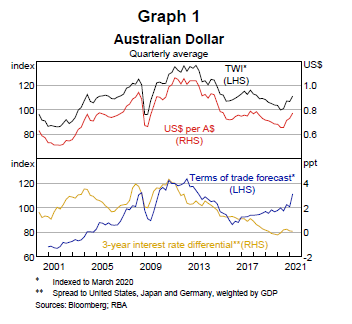 Graph 1
Australian Dollar
Quarterly average
index
US$
TWI*
(LHS)
120
1.0
100
0.8
US$ per A$
(RHS)
80
0.6
index
ppt
Terms of trade forecast*
(LHS)
120
4
100
2
80
0
3-year interest rate differential**(RHS)
60
-2
2001
2005
2009
2013
2017
2021
* Indexed to March 2020
** Spread to United States, Japan and Germany, weighted by GDP
Sources: Bloomberg; RBA